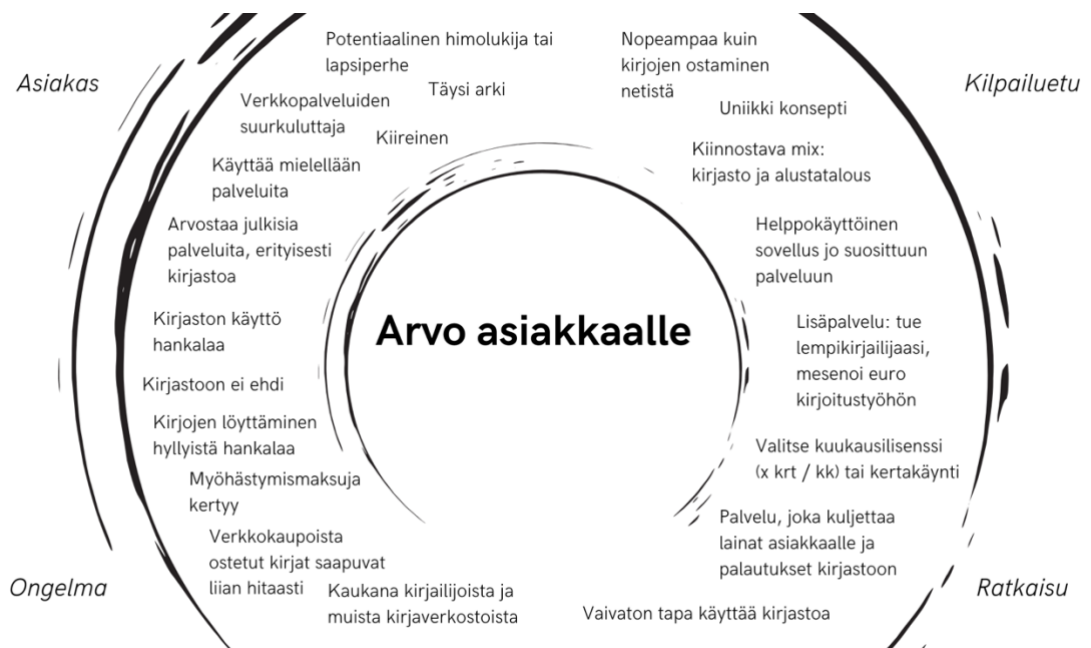 Asiakas
Potentiaalinen himolukija tai
lapsiperhe
Täysi arki
Verkkopalveluiden
suurkuluttaja
Kiireinen
Käyttää mielellään
palveluita
Arvostaa julkisia
palveluita, erityisesti
kirjastoa
Kirjaston käyttö
hankalaa
Kirjastoon ei ehdi
Kirjojen löyttäminen
hyllyistä hankalaa
Myöhästymismaksuja
kertyy
Verkkokaupoista
ostetut kirjat saapuvat
liian hitaasti
Kaukana kirjailijoista ja
muista kirjaverkostoista
Ongelma
Arvo asiakkaalle
Kilpailuetu
Nopeampaa kuin
kirjojen ostaminen
netistä
Uniikki konsepti
Kiinnostava mix:
kirjasto ja alustatalous
Helppokäyttöinen
sovellus jo suosittuun
palveluun
Lisäpalvelu: tue
lempikirjailijaasi,
mesenoi euro
kirjoitustyöhön
Valitse kuukausilisenssi
(x krt / kk) tai kertakäynti
Palvelu, joka kuljettaa
lainat asiakkaalle ja
palautukset kirjastoon
Vaivaton tapa käyttää kirjastoa
Ratkaisu